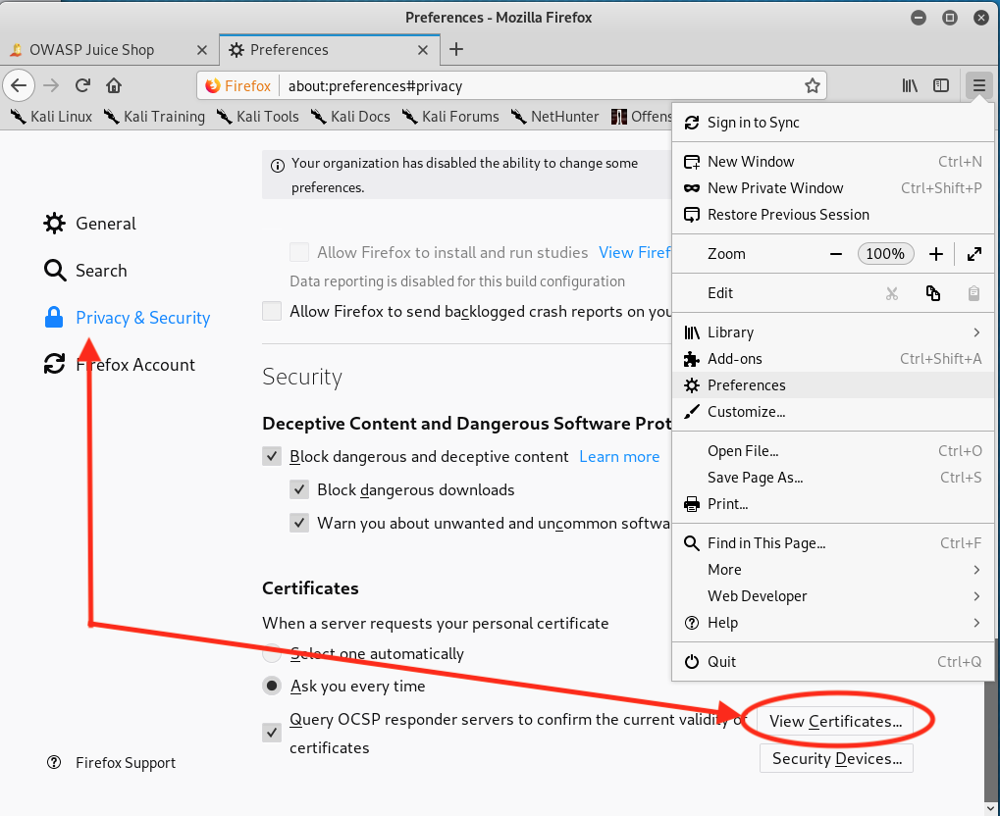 Preferences - Mozilla Firefox
OWASP Juice Shop
Preferences
Firefox
about:preferences#privacy
Kali Linux
Kali Training
Kali Tools
Kali Docs
Kali Forums
NetHunter
Offens
Your organization has disabled the ability to change some
preferences.
General
Search
Privacy & Security
Firefox Account
Firefox Support
Allow Firefox to install and run studies View Firef
Data reporting is disabled for this build configuration
Allow Firefox to send backlogged crash reports on you
Security
Deceptive Content and Dangerous Software Prot
Block dangerous and deceptive content Learn more
Block dangerous downloads
Warn you about unwanted and uncommon softwa
Certificates
When a server requests your personal certificate
Select one automatically
Ask you every time
Query OCSP responder servers to confirm the current validity of
certificates
View Certificates...
Security Devices...
Sign in to Sync
New Window Ctrl+N
New Private Window Ctrl+Shift+P
Restore Previous Session
Zoom 100%
Edit
Library
Add-ons Ctrl+Shift+A
Preferences
Customize...
Open File... Ctrl+O
Save Page As... Ctrl+S
Print...
Find in This Page... Ctrl+F
More
Web Developer
Help
Quit Ctrl+Q